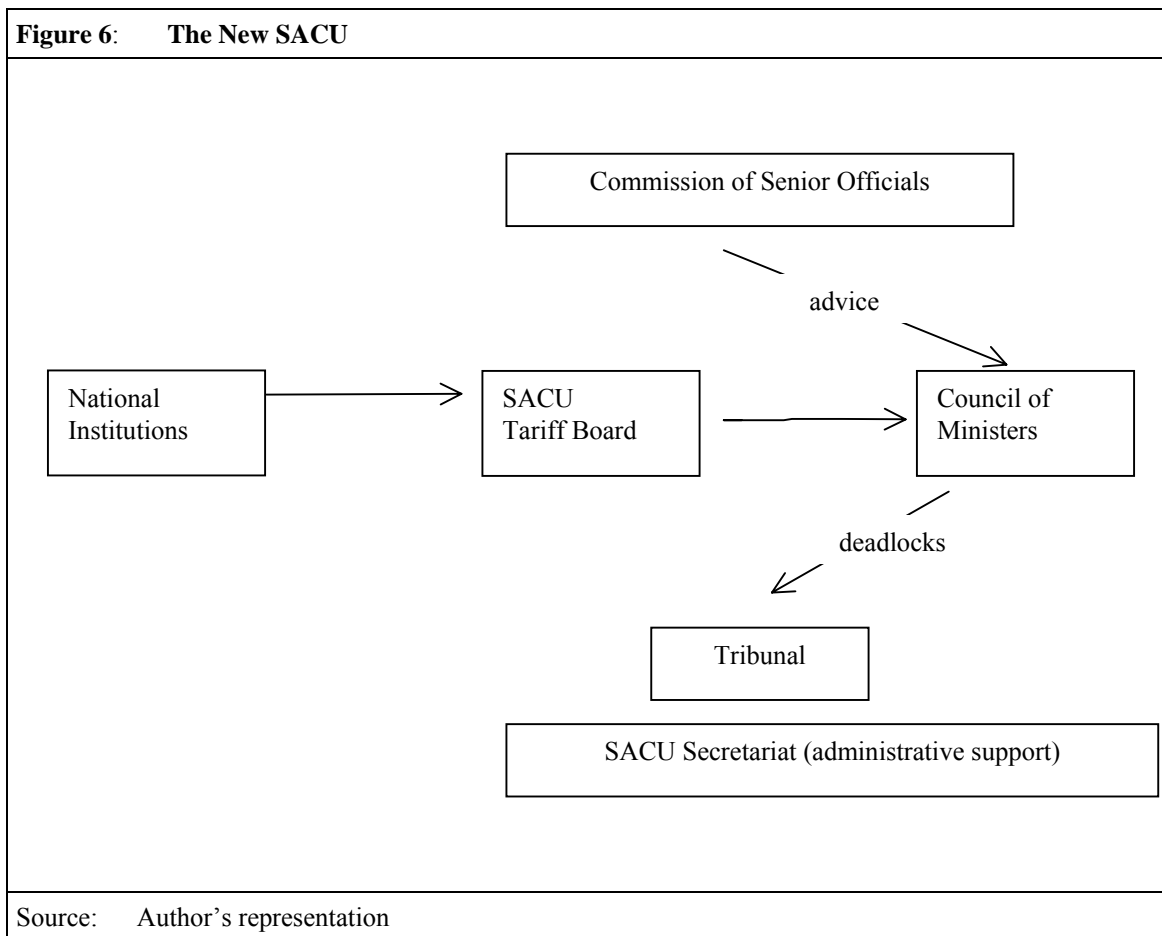 Figure 6: The New SACU
Commission of Senior Officials
advice
National
Institutions
SACU
Tariff Board
Council of
Ministers
deadlocks
Tribunal
SACU Secretariat (administrative support)
Source: Author’s representation